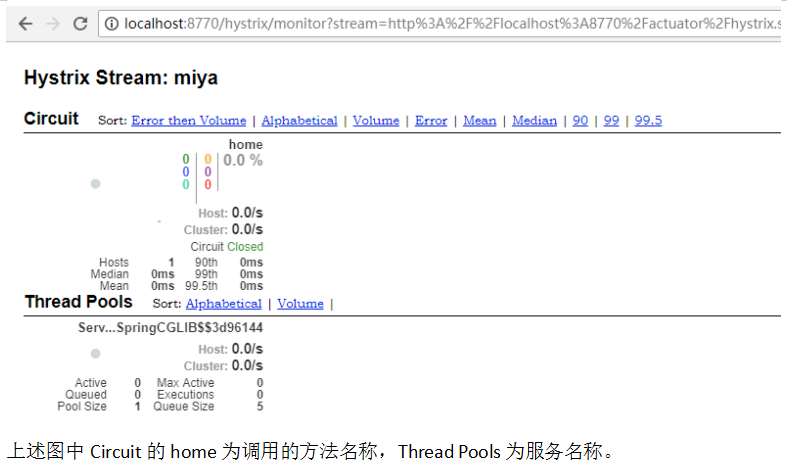 localhost:8770/hystrix/monitor?stream=http%3A%2F%2Flocalhost%3A8770%2Factuator%2Fhystrix.s
Hystrix Stream: miya
Circuit Sort: Error then Volume | Alphabetical | Volume | Error | Mean | Median | 90 | 99 | 99.5
home
0 0 0.0 %
0 0
0 0
Host: 0.0/s
Cluster: 0.0/s
Circuit Closed
Hosts 1 90th 0ms
Median 0ms 99th 0ms
Mean 0ms 99.5th 0ms
Thread Pools Sort: Alphabetical | Volume |
Serv...SpringCGLIB$$3d96144
Host: 0.0/s
Cluster: 0.0/s
Active 0 Max Active 0
Queued 0 Executions 0
Pool Size 1 Queue Size 5
上述图中 Circuit 的 home 为调用的方法名称，Thread Pools 为服务名称。